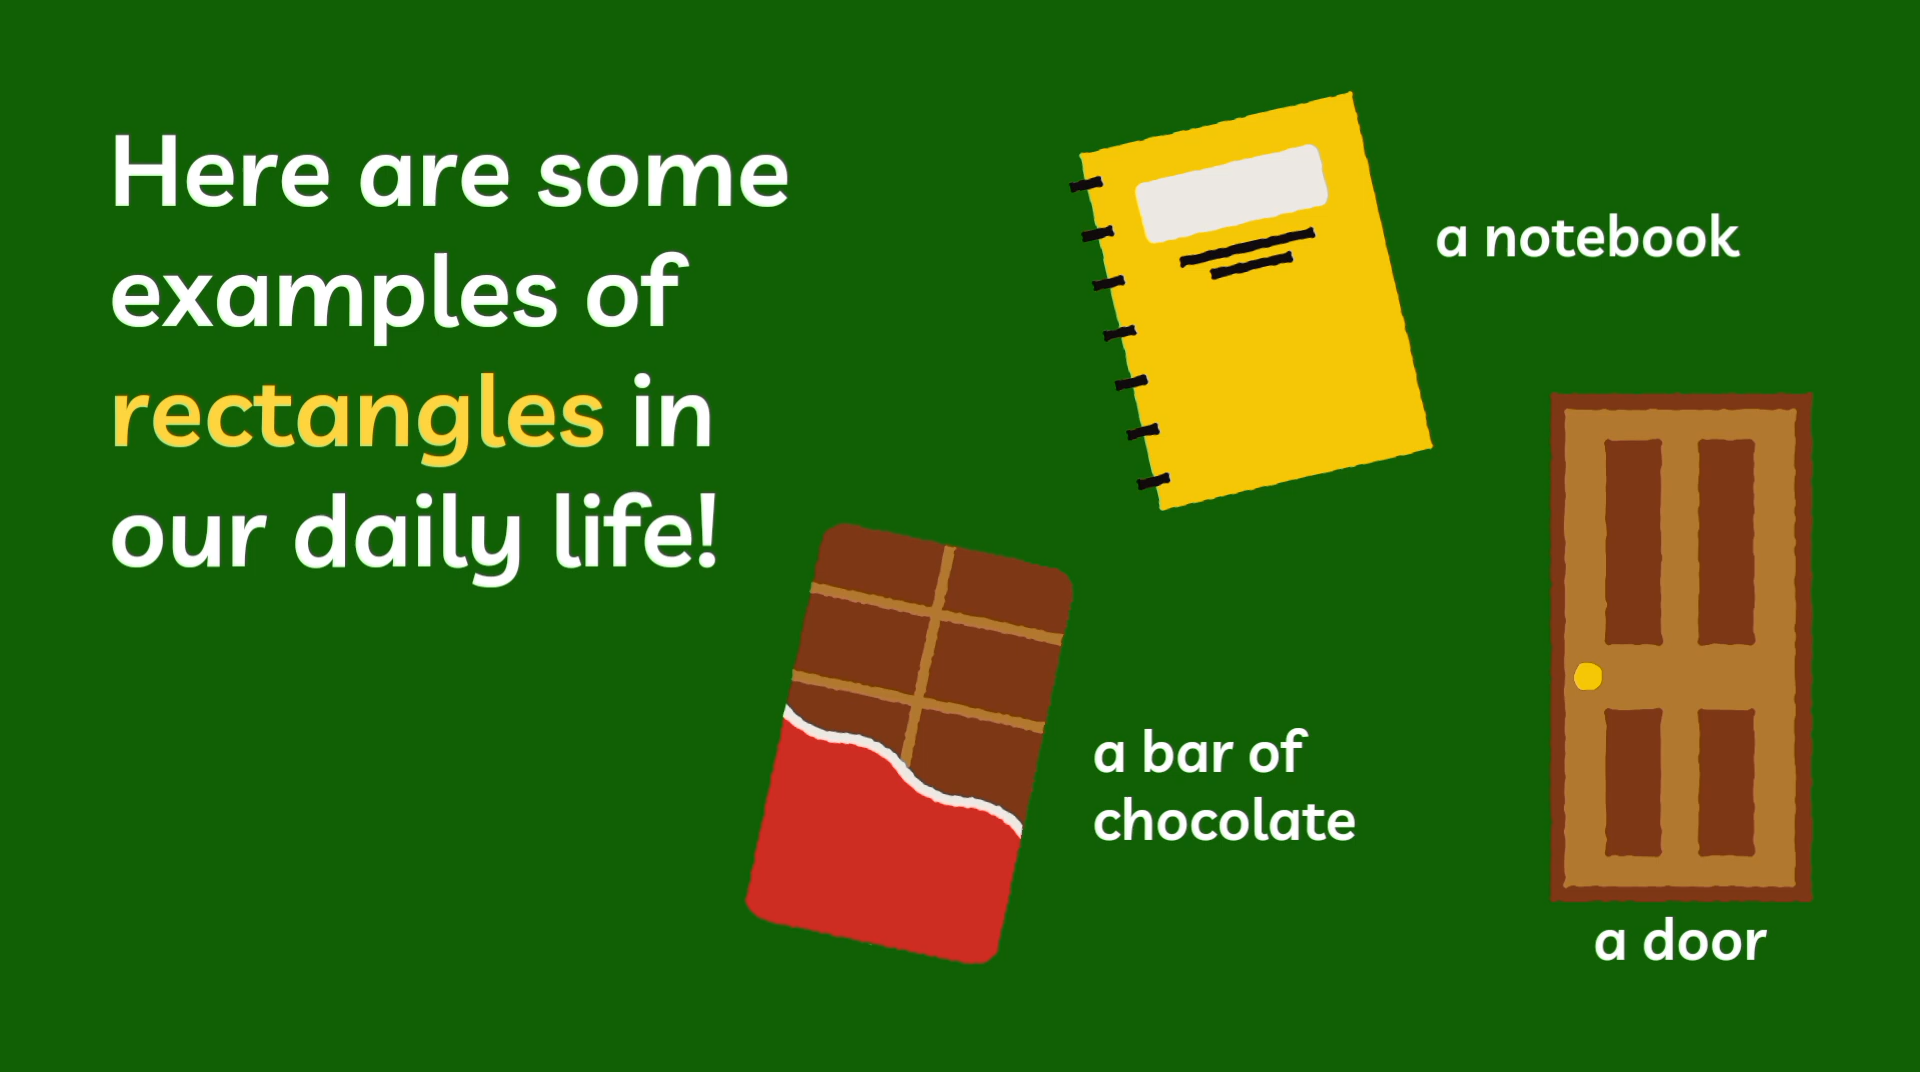 Here are some
examples of
rectangles in
our daily life!
a notebook
a bar of
chocolate
a door